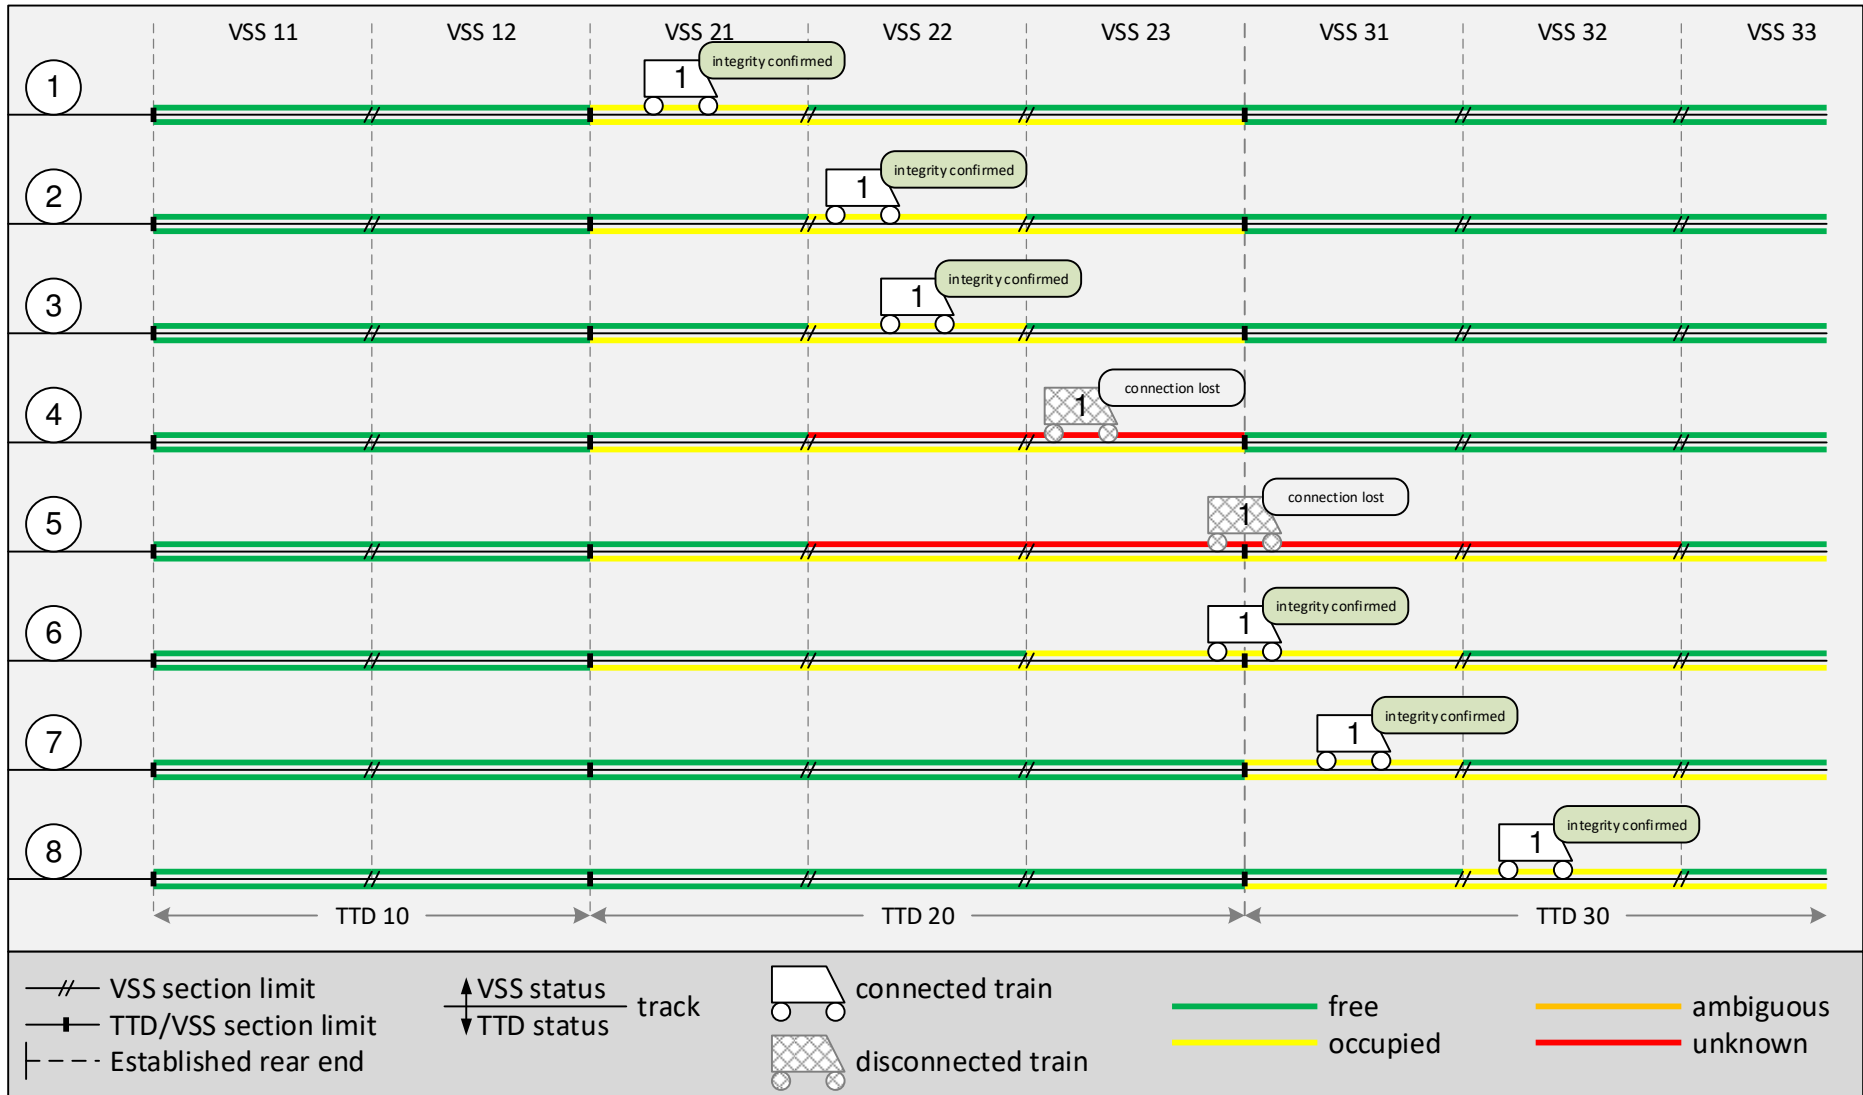 VSS 11 VSS 12 VSS 21 VSS 22 VSS 23 VSS 31 VSS 32 VSS 33
1 1 integrity confirmed
2 1 integrity confirmed
3 1 integrity confirmed
4 1 connection lost
5 1 connection lost
6 1 integrity confirmed
7 1 integrity confirmed
8 1 integrity confirmed
TTD 10 TTD 20 TTD 30
VSS section limit
TTD/VSS section limit
Established rear end
VSS status
TTD status
track
connected train
disconnected train
free
occupied
ambiguous
unknown